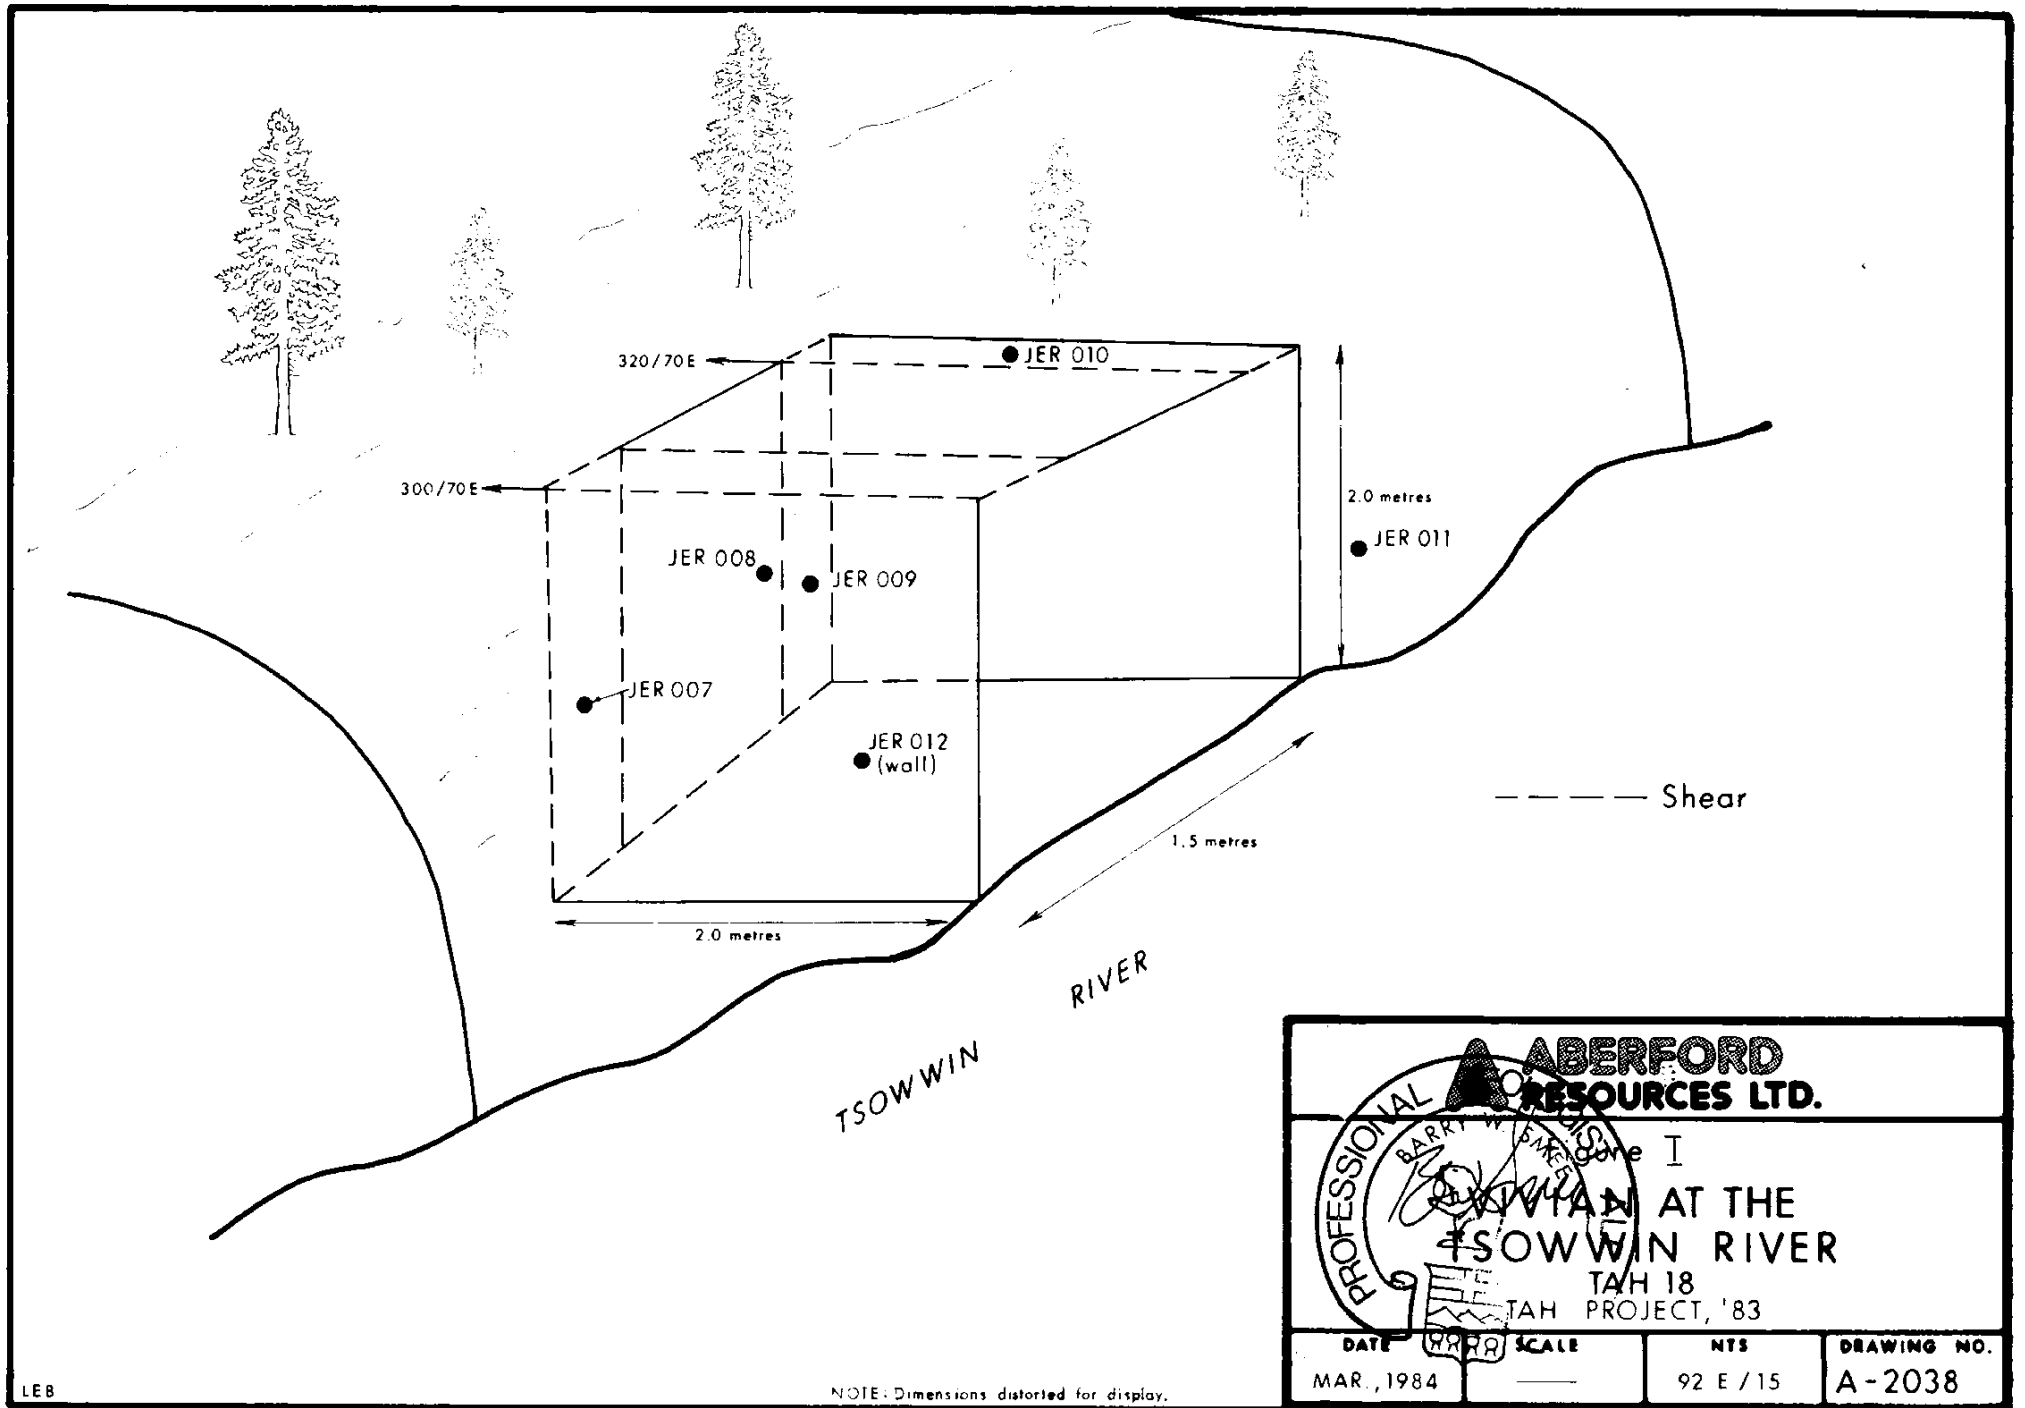 320/70E
JER 010
300/70E
2.0 metres
JER 011
JER 008
JER 009
JER 007
JER 012
(wall)
Shear
1.5 metres
2.0 metres
TSOWWIN RIVER
ABERFORD
RESOURCES LTD.
PROFESSIONAL
BARRY W. SMEE
Figure I
VIVIAN AT THE
TSOWWIN RIVER
TAH 18
TAH PROJECT, '83
DATE SCALE NTS DRAWING NO.
MAR., 1984 —— 92 E / 15 A-2038
LEB
NOTE: Dimensions distorted for display.